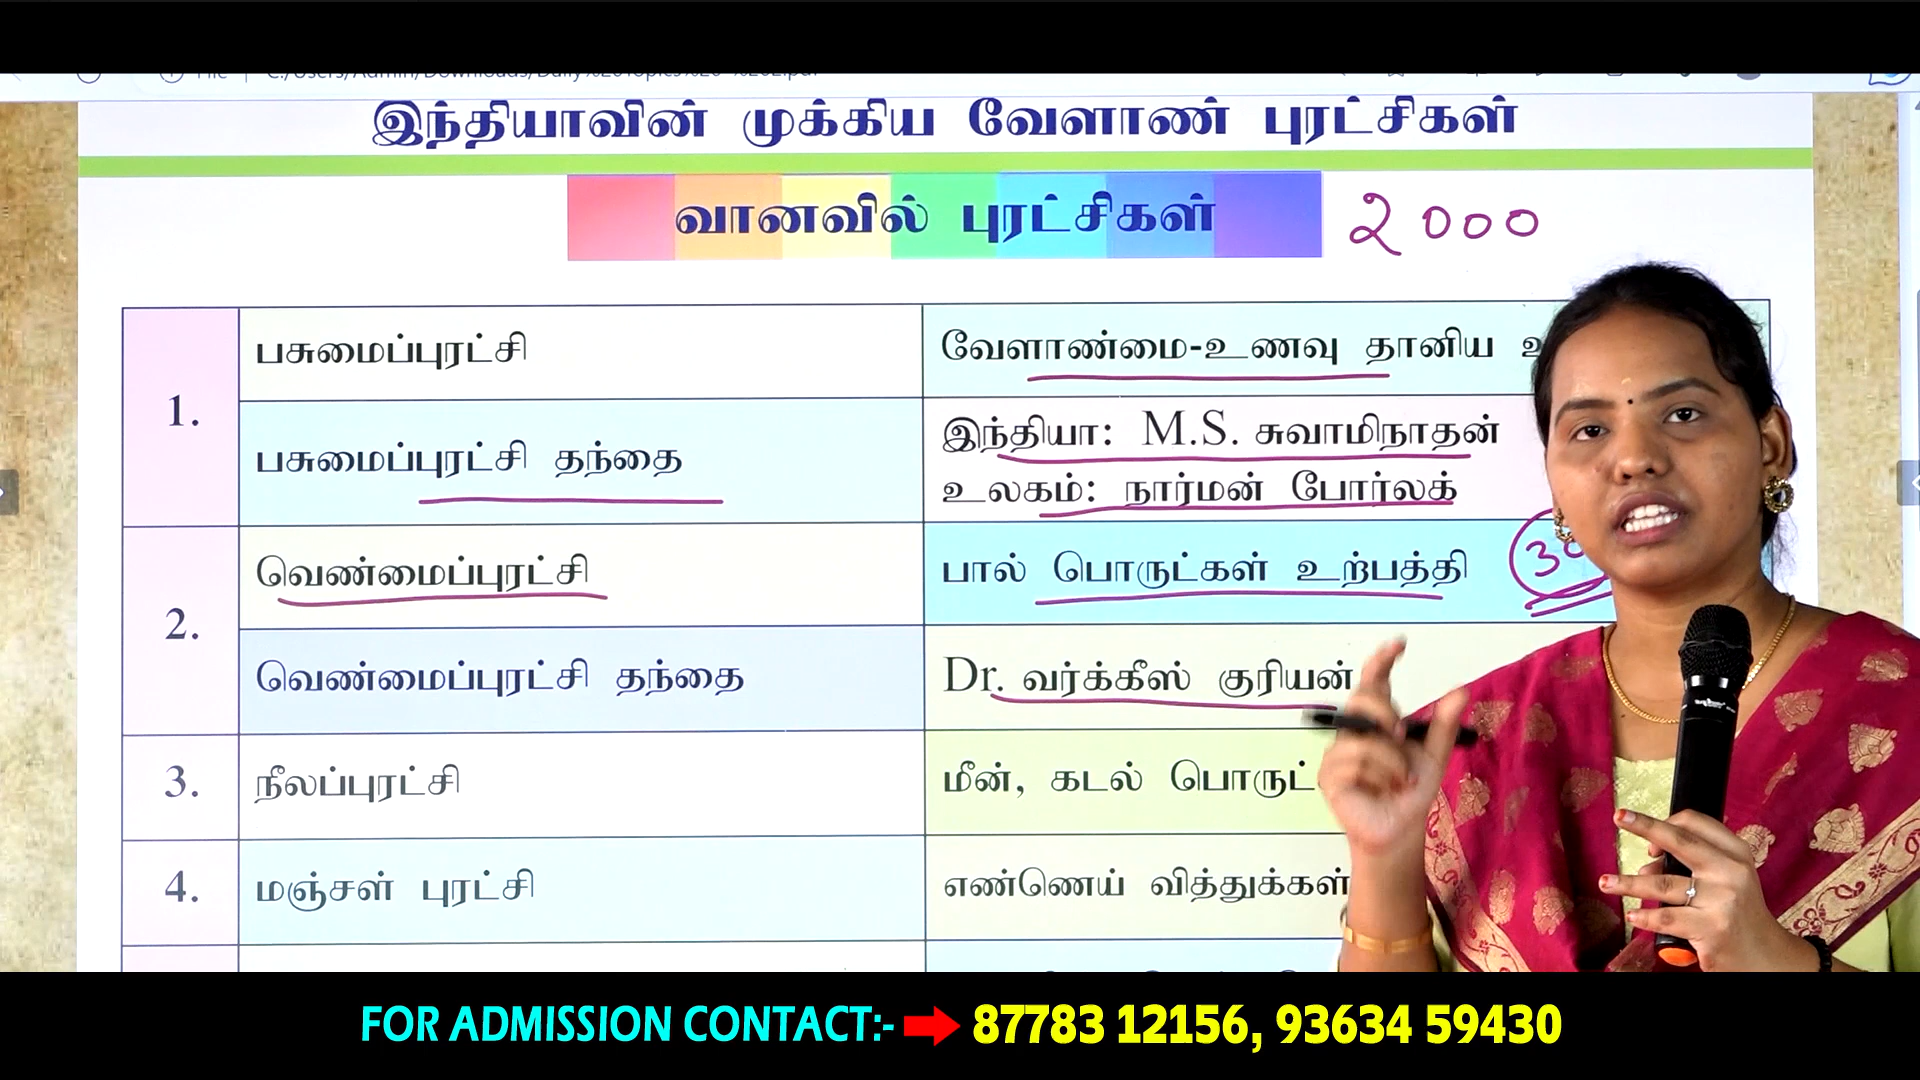 இந்தியாவின் முக்கிய வேளாண் புரட்சிகள்
வானவில் புரட்சிகள் 2000
1. பசுமைப்புரட்சி வேளாண்மை-உணவு தானிய
பசுமைப்புரட்சி தந்தை இந்தியா: M.S. சுவாமிநாதன்
உலகம்: நார்மன் போர்லக்
2. வெண்மைப்புரட்சி பால் பொருட்கள் உற்பத்தி
வெண்மைப்புரட்சி தந்தை Dr. வர்க்கீஸ் குரியன்
3. நீலப்புரட்சி மீன், கடல்
4. மஞ்சள் புரட்சி எண்ணெய் வித்துக்கள்
FOR ADMISSION CONTACT:- 87783 12156, 93634 59430